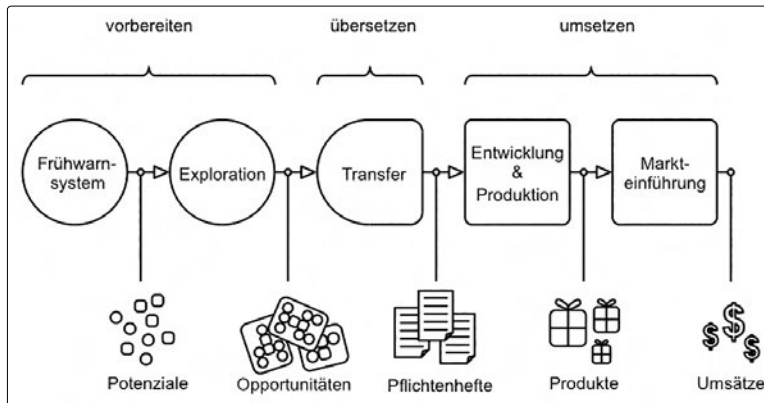 vorbereiten
übersetzen
umsetzen
Frühwarn-
system
Exploration
Transfer
Entwicklung
&
Produktion
Markt-
einführung
Potenziale
Opportunitäten
Pflichtenhefte
Produkte
Umsätze
$ $ $